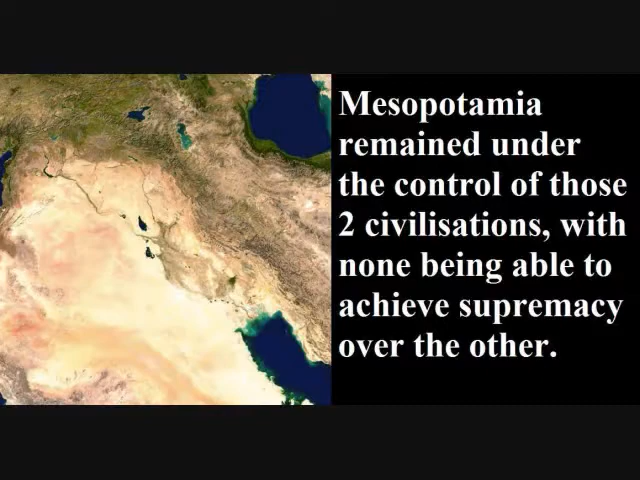 Mesopotamia
remained under
the control of those
2 civilisations, with
none being able to
achieve supremacy
over the other.